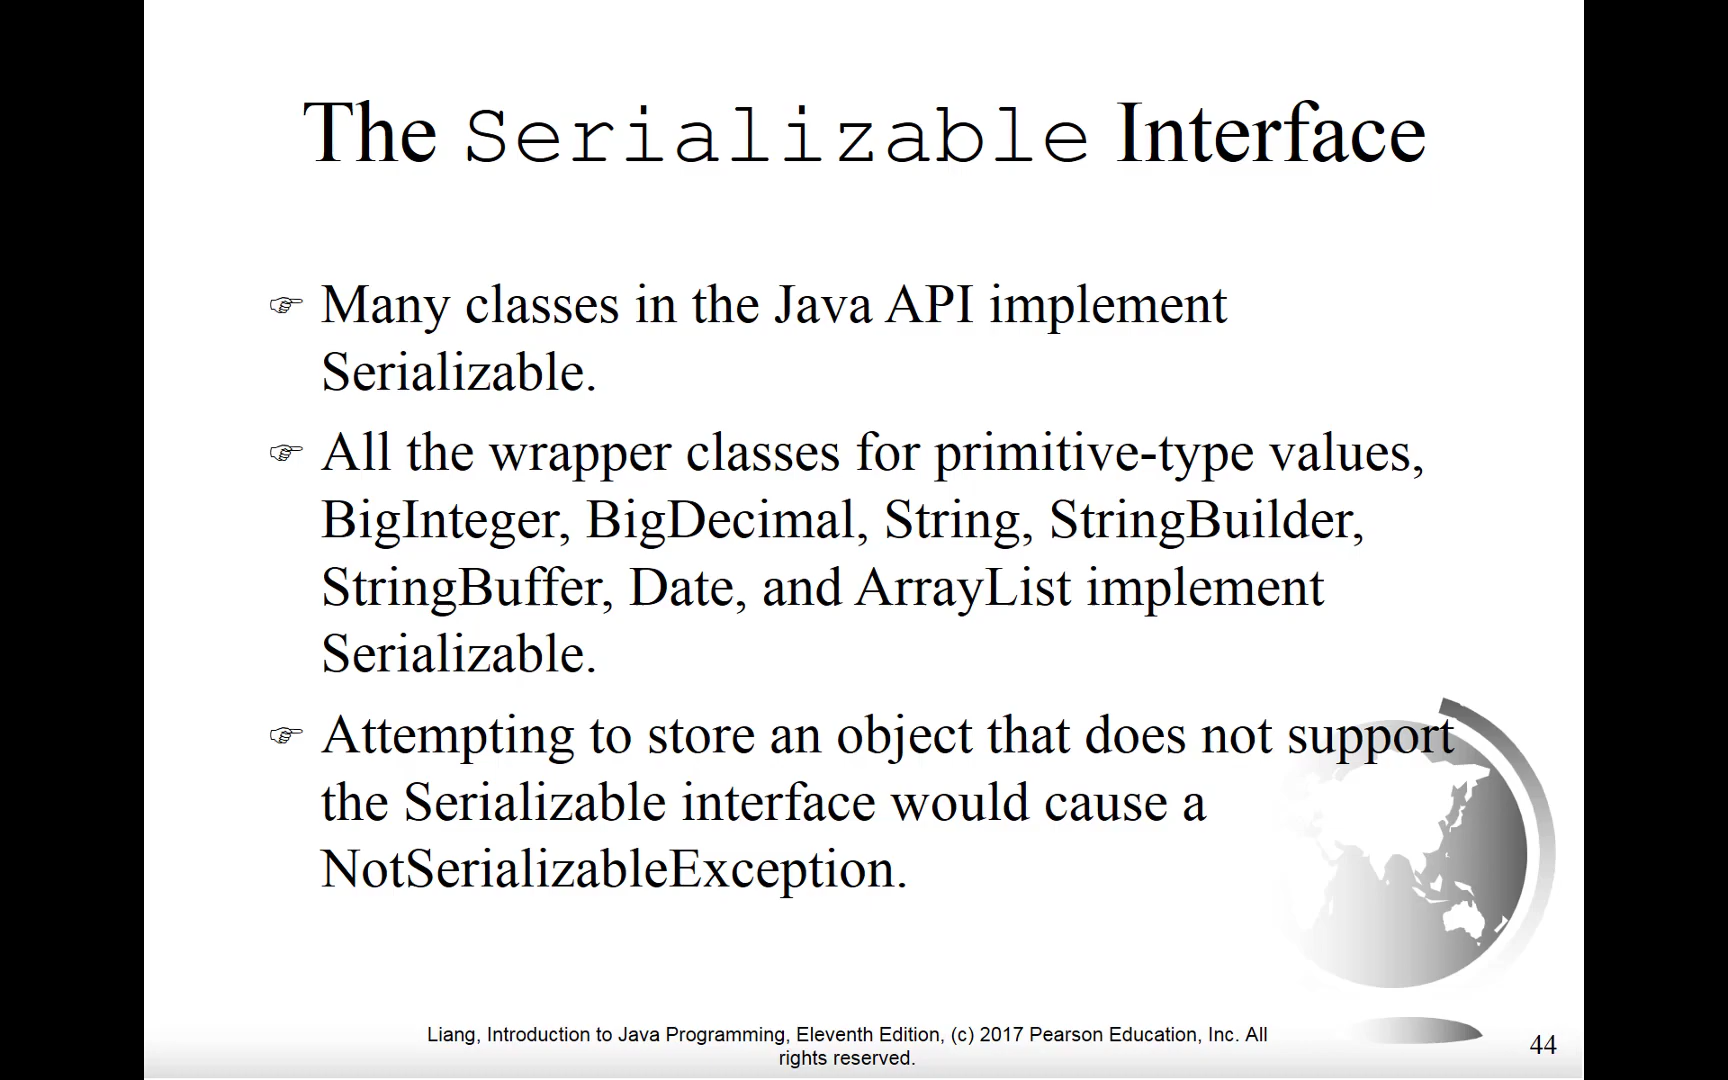 The Serializable Interface
☞ Many classes in the Java API implement
Serializable.
☞ All the wrapper classes for primitive-type values,
BigInteger, BigDecimal, String, StringBuilder,
StringBuffer, Date, and ArrayList implement
Serializable.
☞ Attempting to store an object that does not support
the Serializable interface would cause a
NotSerializableException.
Liang, Introduction to Java Programming, Eleventh Edition, (c) 2017 Pearson Education, Inc. All
rights reserved.
44